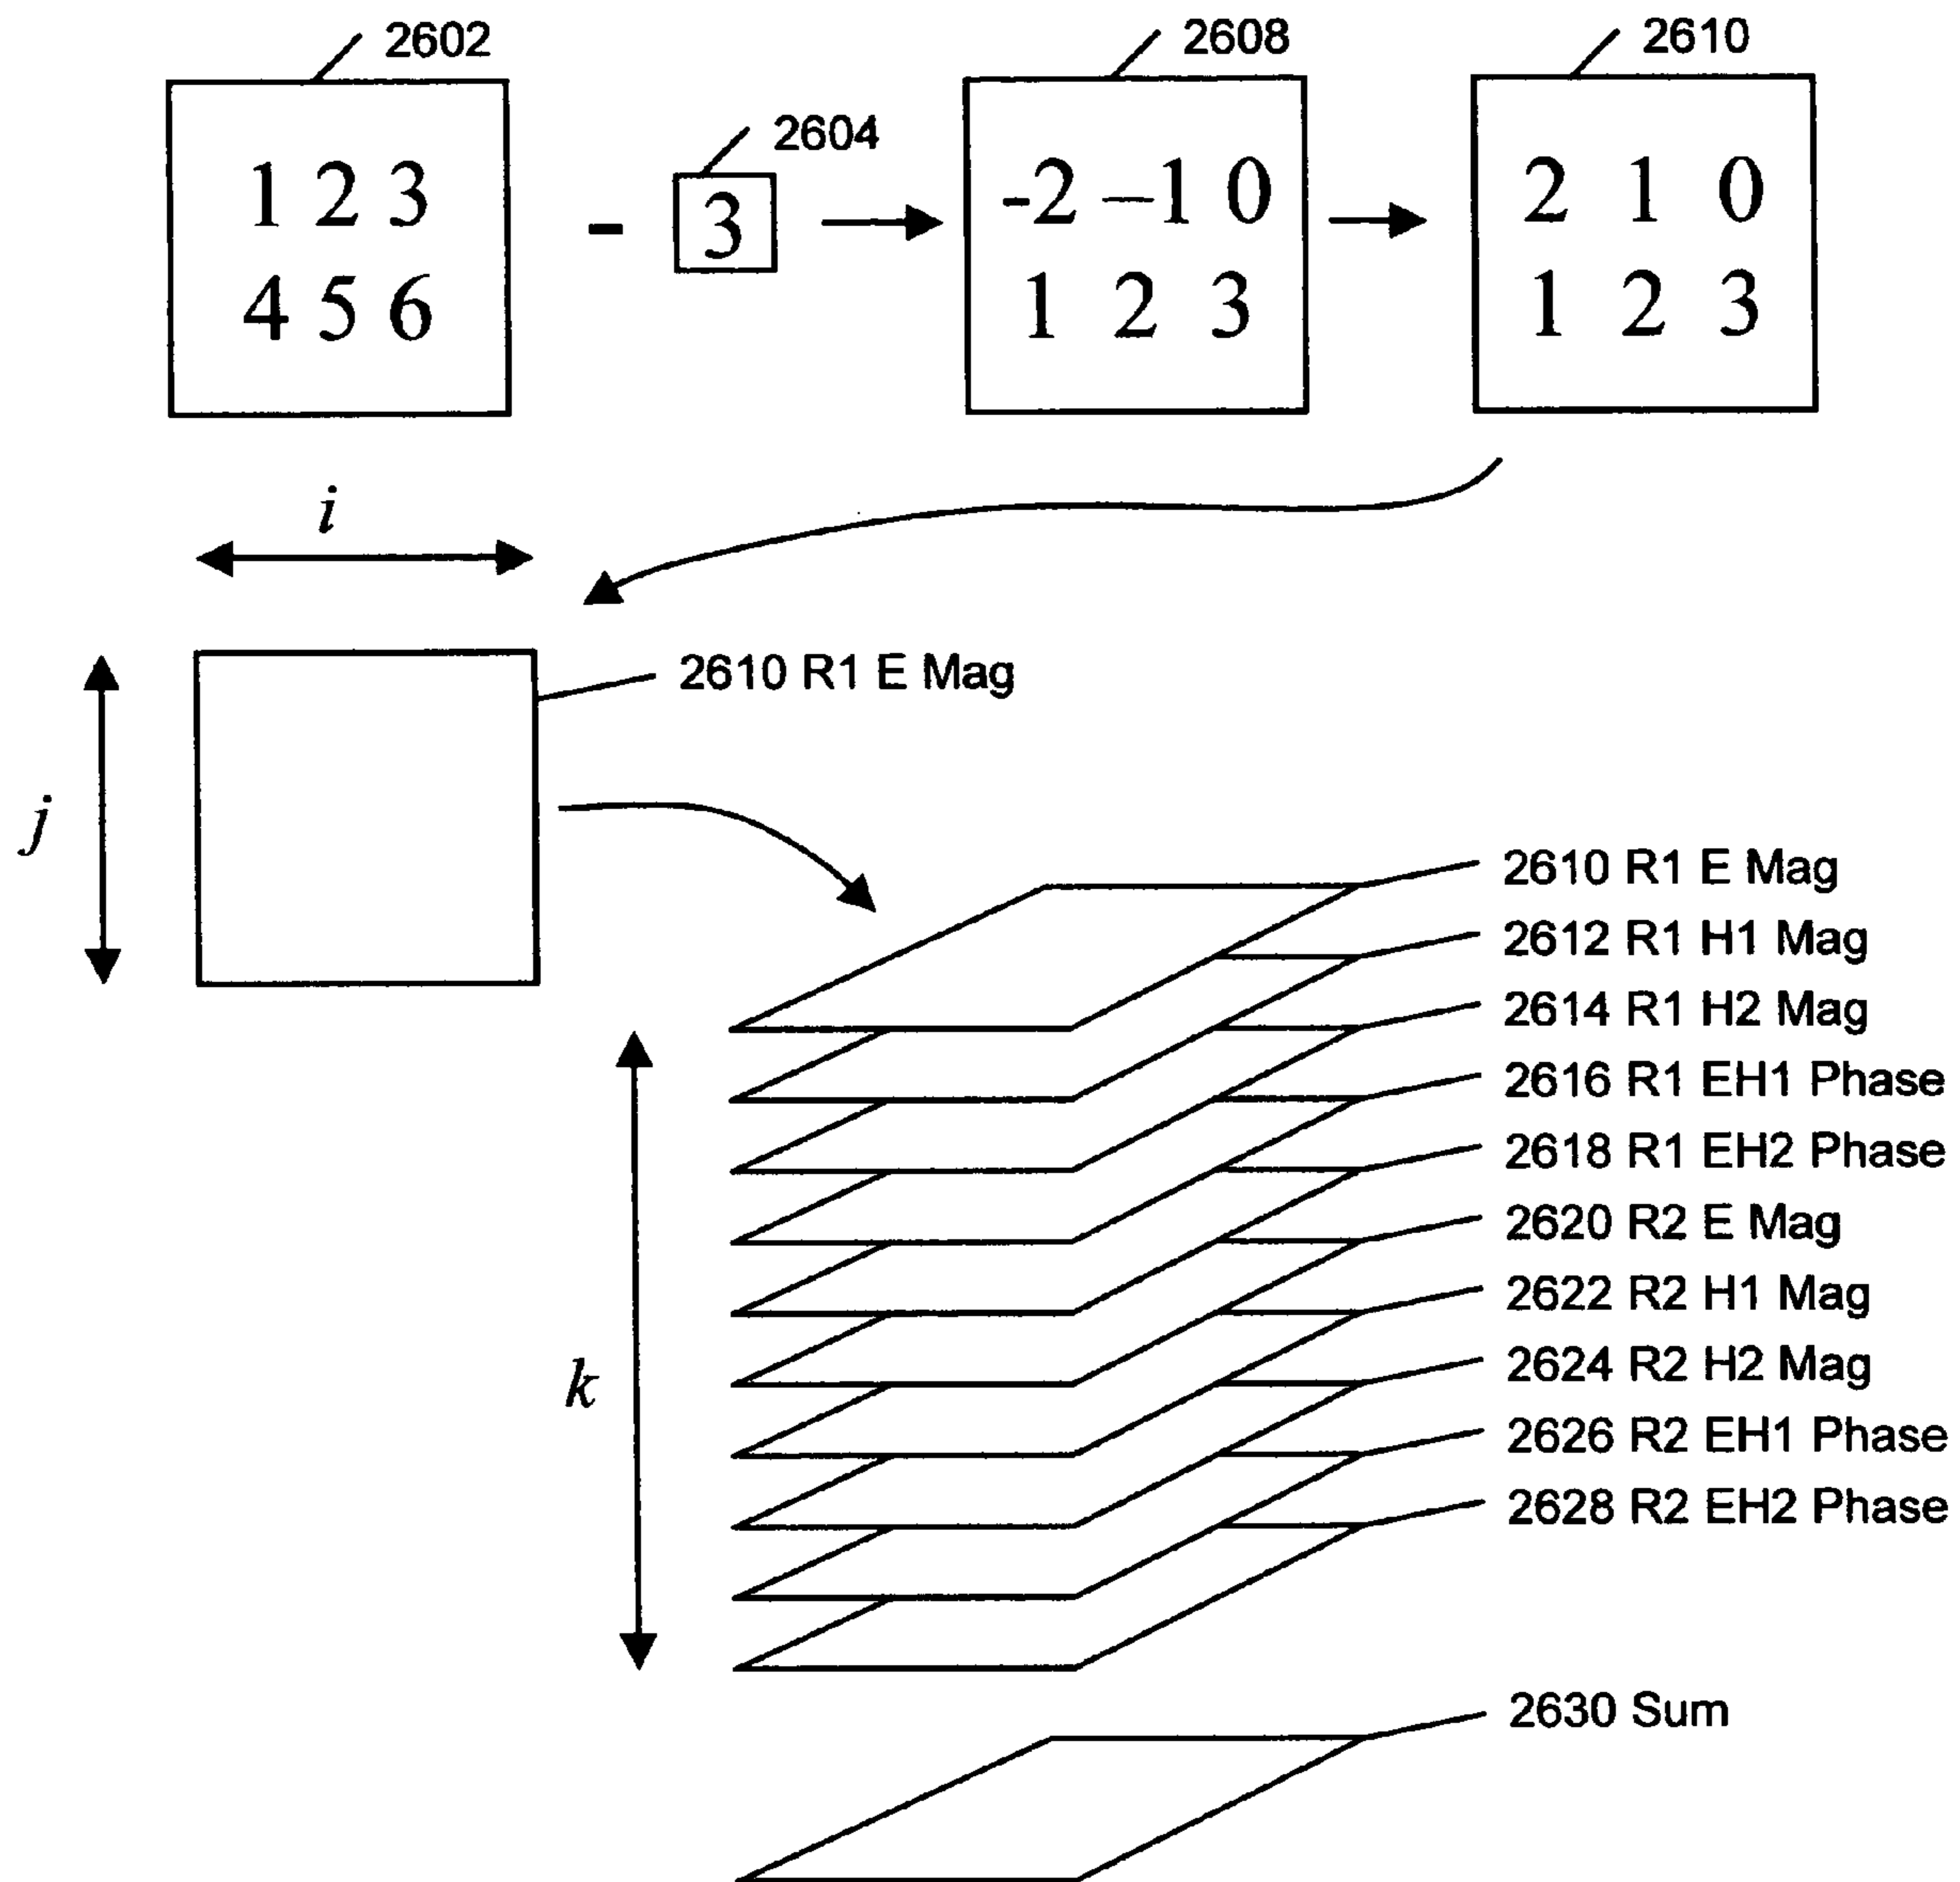 2602
2608
2610
2604
1 2 3
- 3
-2 –1 0
2 1 0
4 5 6
1 2 3
1 2 3
i
2610 R1 E Mag
j
2610 R1 E Mag
2612 R1 H1 Mag
2614 R1 H2 Mag
2616 R1 EH1 Phase
2618 R1 EH2 Phase
2620 R2 E Mag
2622 R2 H1 Mag
k
2624 R2 H2 Mag
2626 R2 EH1 Phase
2628 R2 EH2 Phase
2630 Sum